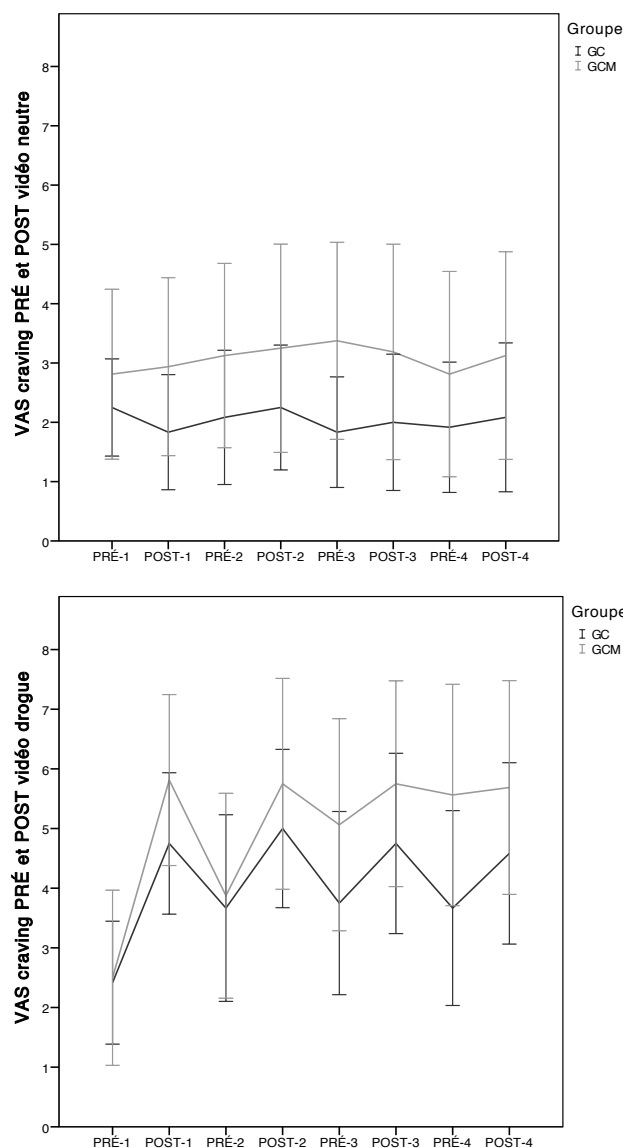 Groupe
GC
GCM
VAS craving PRÉ et POST vidéo neutre
8
7
6
5
4
3
2
1
0
PRÉ-1 POST-1 PRÉ-2 POST-2 PRÉ-3 POST-3 PRÉ-4 POST-4
Groupe
GC
GCM
VAS craving PRÉ et POST vidéo drogue
8
7
6
5
4
3
2
1
0
PRÉ-1 POST-1 PRÉ-2 POST-2 PRÉ-3 POST-3 PRÉ-4 POST-4